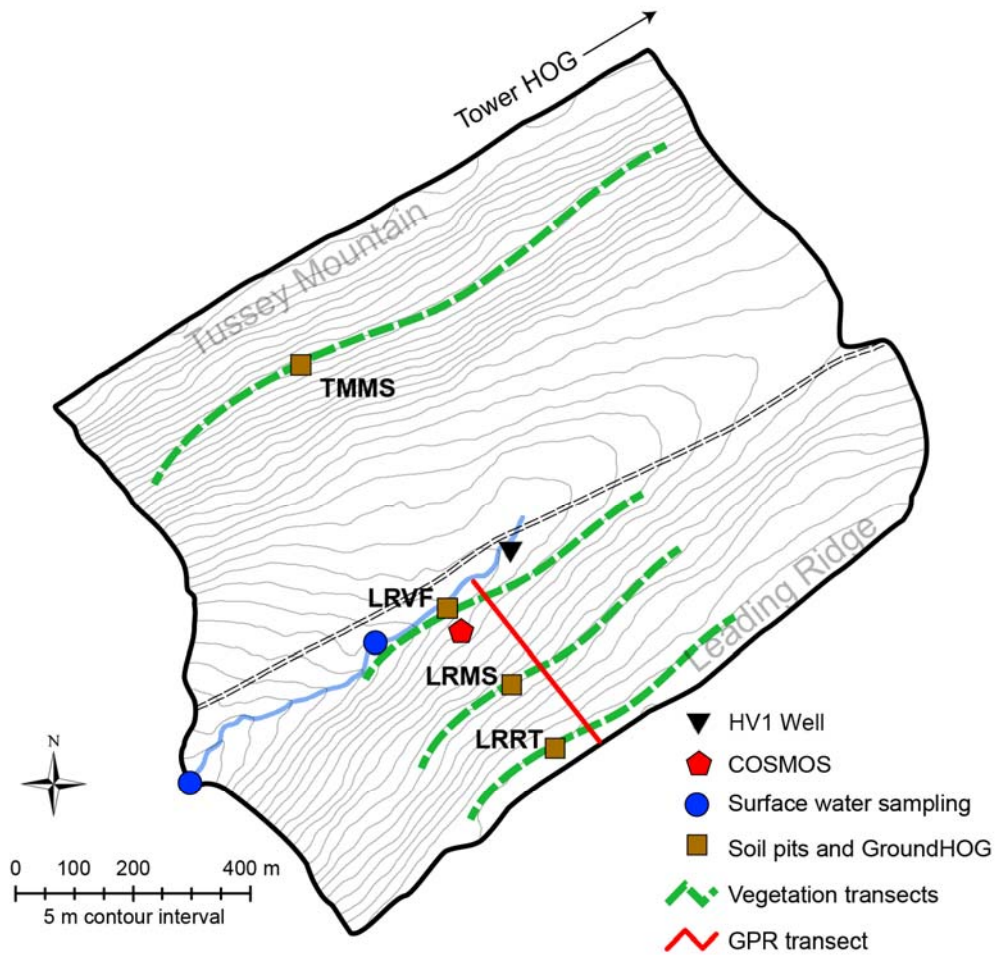 Tower HOG
Tussey Mountain
TMMS
LRVF
LRMS
LRRT
Leading Ridge
N
0 100 200 400 m
5 m contour interval
HV1 Well
COSMOS
Surface water sampling
Soil pits and GroundHOG
Vegetation transects
GPR transect